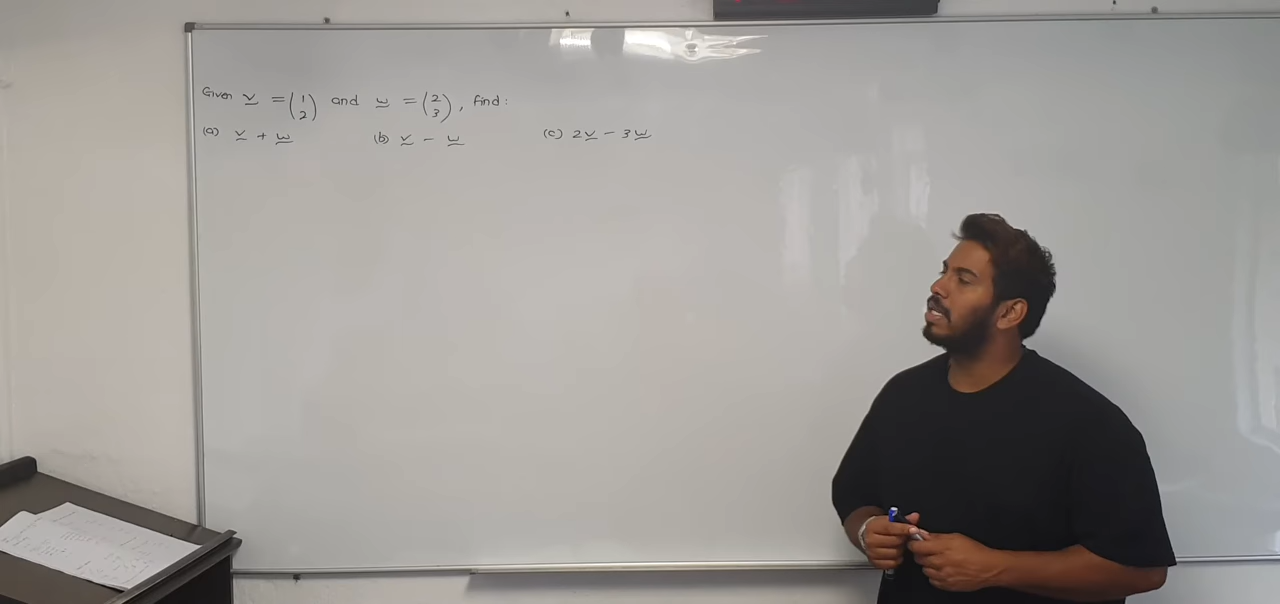 Given v = (1 2) and w = (2 3), find:
(a) v + w (b) v - w (c) 2v - 3w